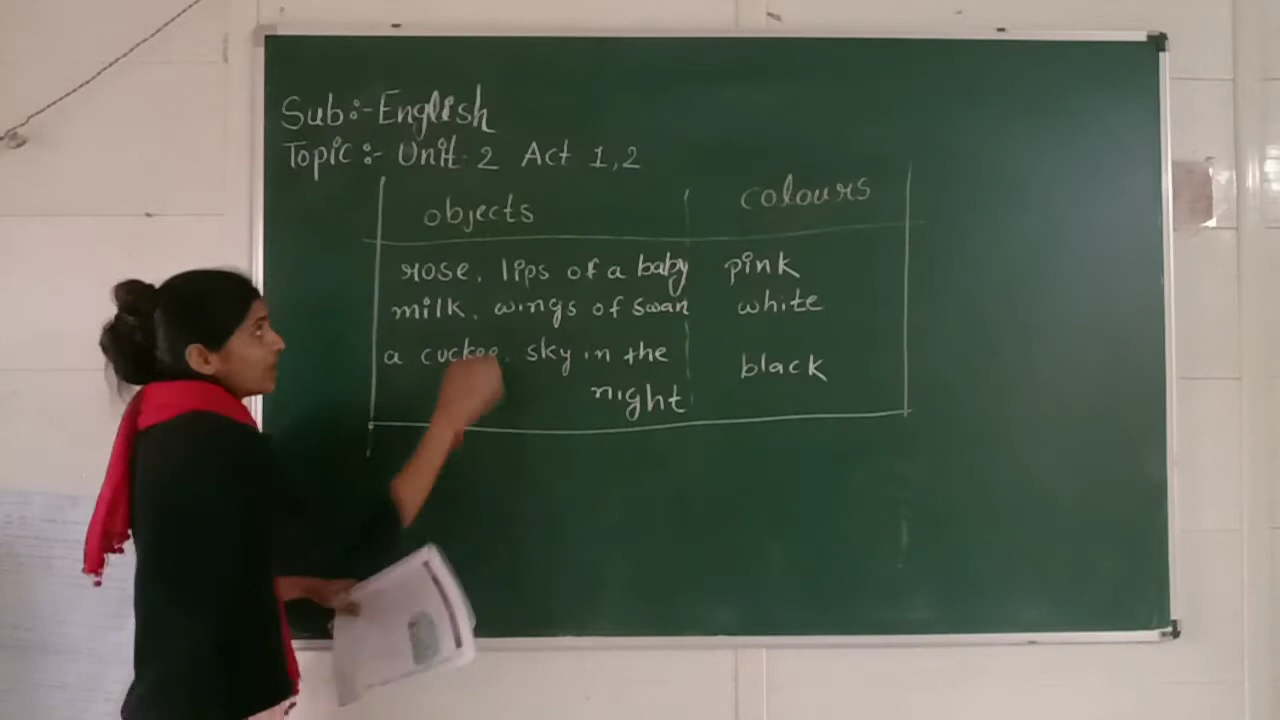 Sub:- English
Topic:- Unit 2 Act 1,2
objects colours
rose, lips of a baby pink
milk, wings of swan white
a cuckoo, sky in the night black